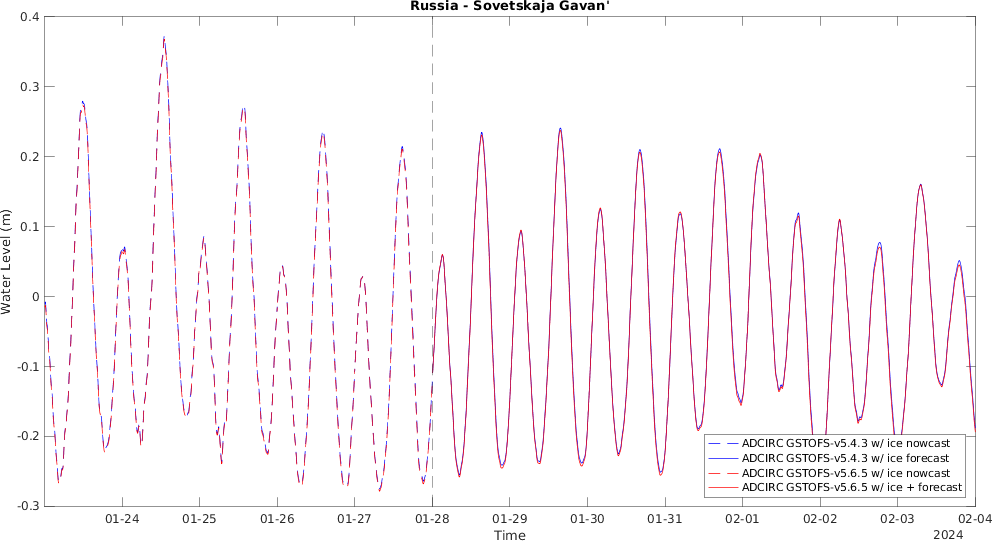 Russia - Sovetskaja Gavan'
0.4
0.3
0.2
0.1
0
-0.1
-0.2
-0.3
Water Level (m)
ADCIRC GSTOFS-v5.4.3 w/ ice nowcast
ADCIRC GSTOFS-v5.4.3 w/ ice forecast
ADCIRC GSTOFS-v5.6.5 w/ ice nowcast
ADCIRC GSTOFS-v5.6.5 w/ ice + forecast
01-24 01-25 01-26 01-27 01-28 01-29 01-30 01-31 02-01 02-02 02-03 02-04
Time
2024